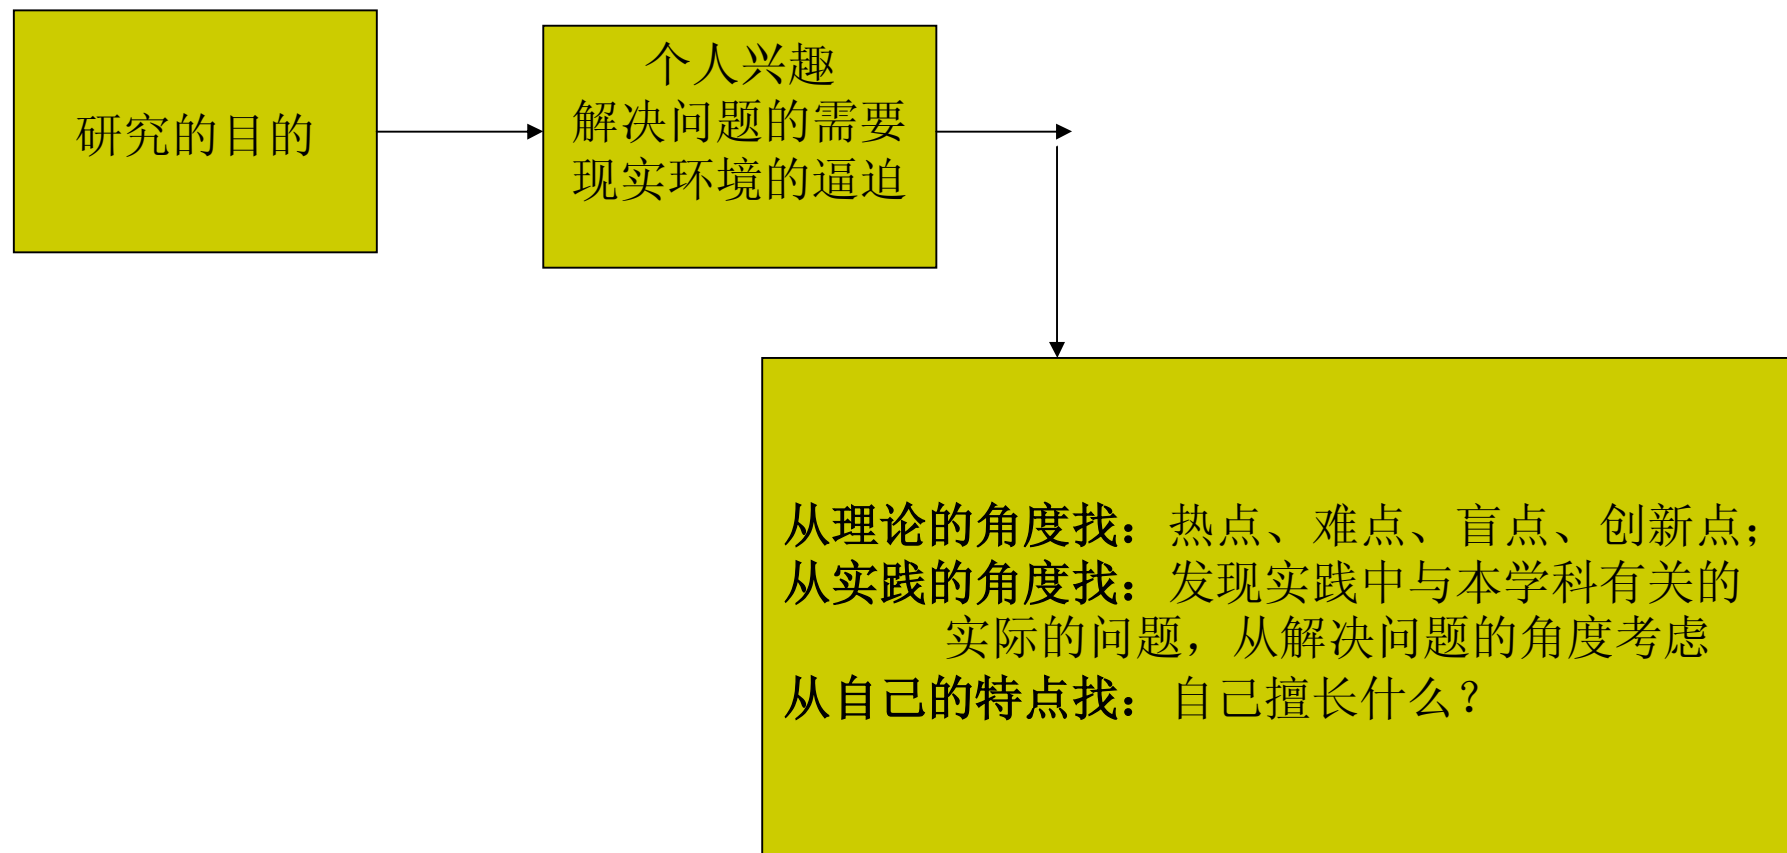 研究的目的
个人兴趣
解决问题的需要
现实环境的逼迫
从理论的角度找：热点、难点、盲点、创新点；
从实践的角度找：发现实践中与本学科有关的
实际的问题，从解决问题的角度考虑
从自己的特点找：自己擅长什么？